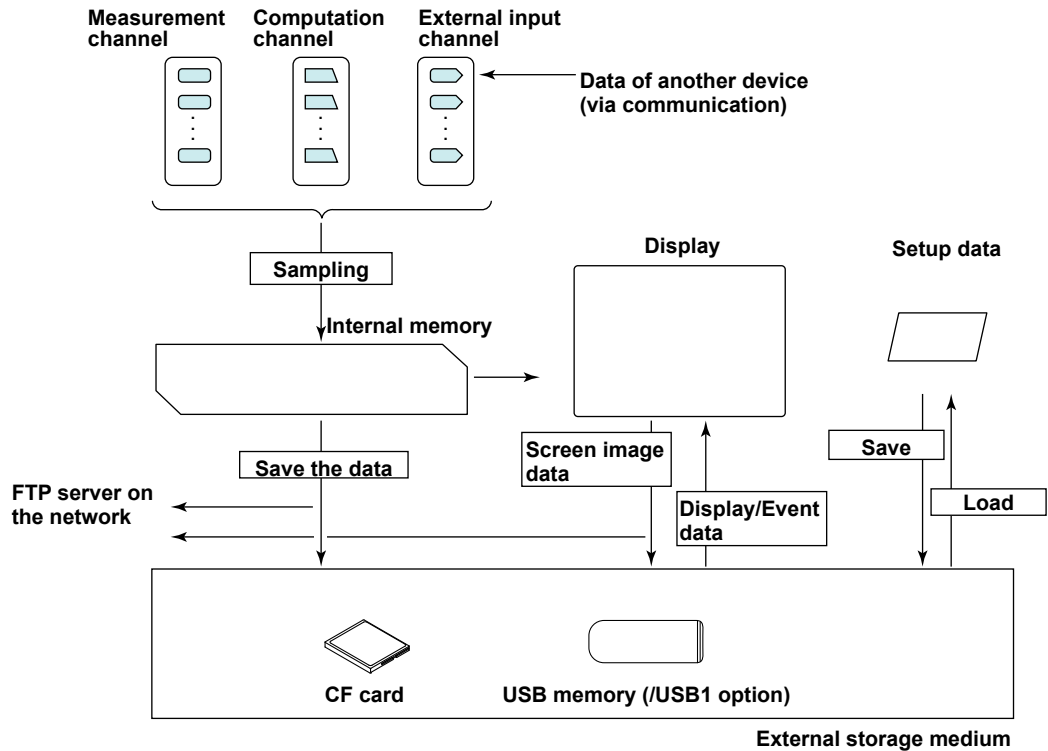 Measurement
channel
Computation
channel
External input
channel
Data of another device
(via communication)
Sampling
Display
Setup data
Internal memory
Save the data
Screen image
data
Save
FTP server on
the network
Display/Event
data
Load
CF card
USB memory (/USB1 option)
External storage medium